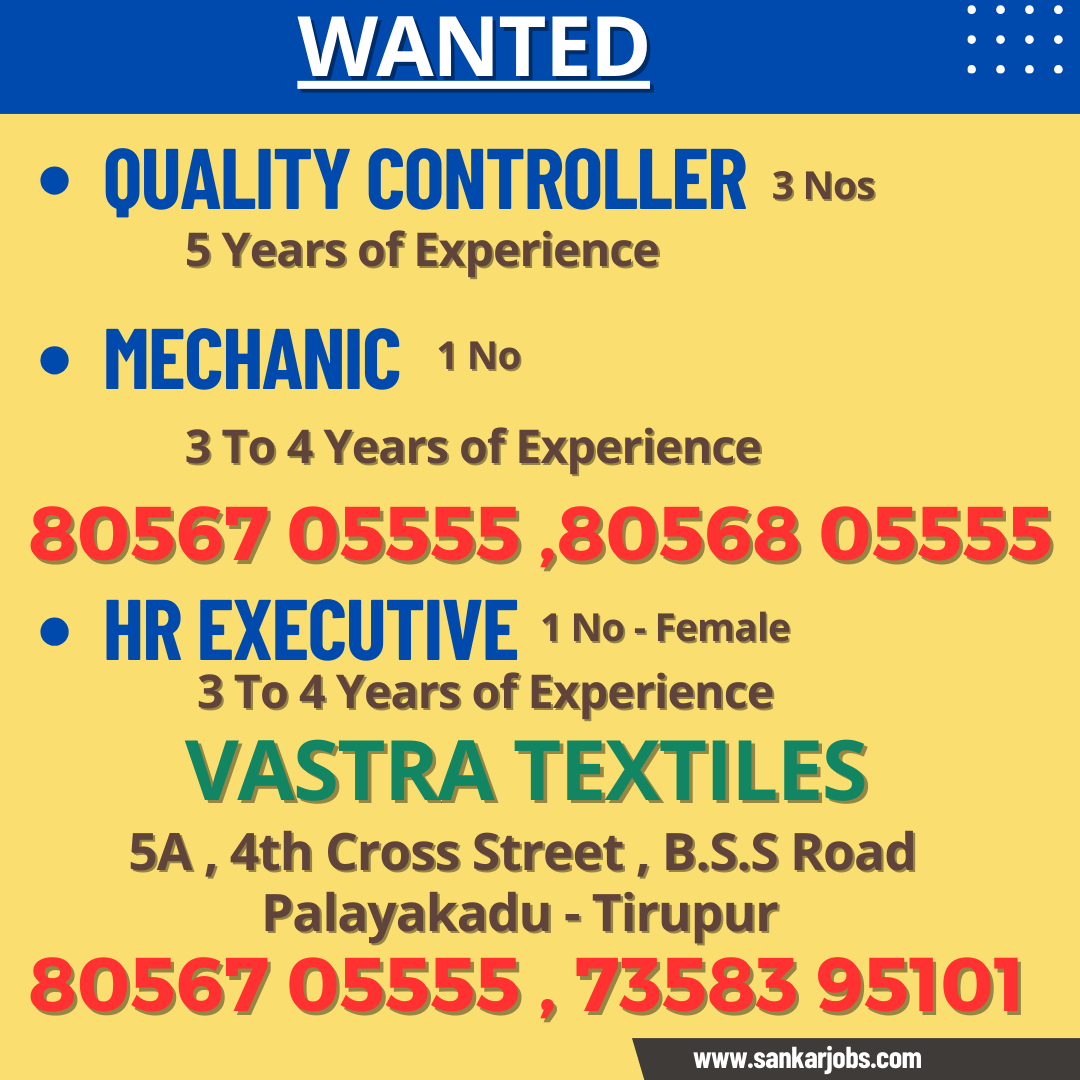 WANTED
• QUALITY CONTROLLER 3 Nos
5 Years of Experience
• MECHANIC 1 No
3 To 4 Years of Experience
80567 05555 ,80568 05555
• HR EXECUTIVE 1 No - Female
3 To 4 Years of Experience
VASTRA TEXTILES
5A , 4th Cross Street , B.S.S Road
Palayakadu - Tirupur
80567 05555 , 73583 95101
www.sankarjobs.com